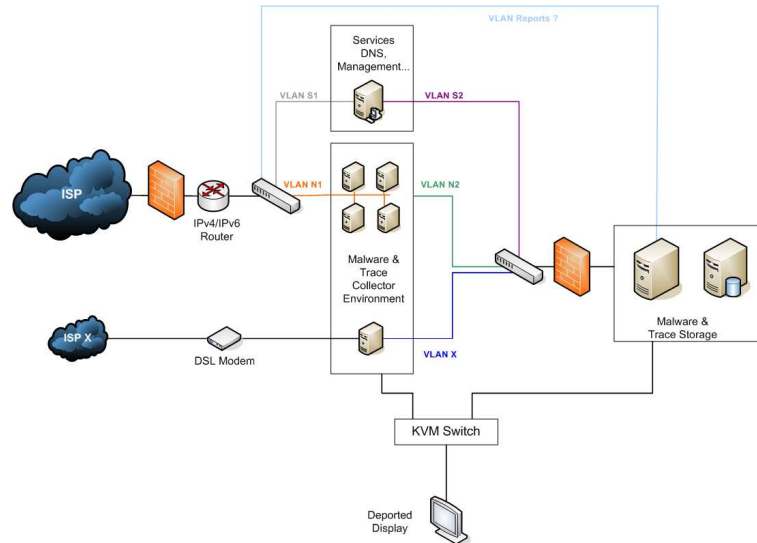 VLAN Reports ?
Services
DNS,
Management...
VLAN S1
VLAN S2
ISP
VLAN N1
VLAN N2
IPv4/IPv6
Router
Malware &
Trace
Collector
Environment
Malware &
Trace Storage
ISP X
DSL Modem
VLAN X
KVM Switch
Deported
Display